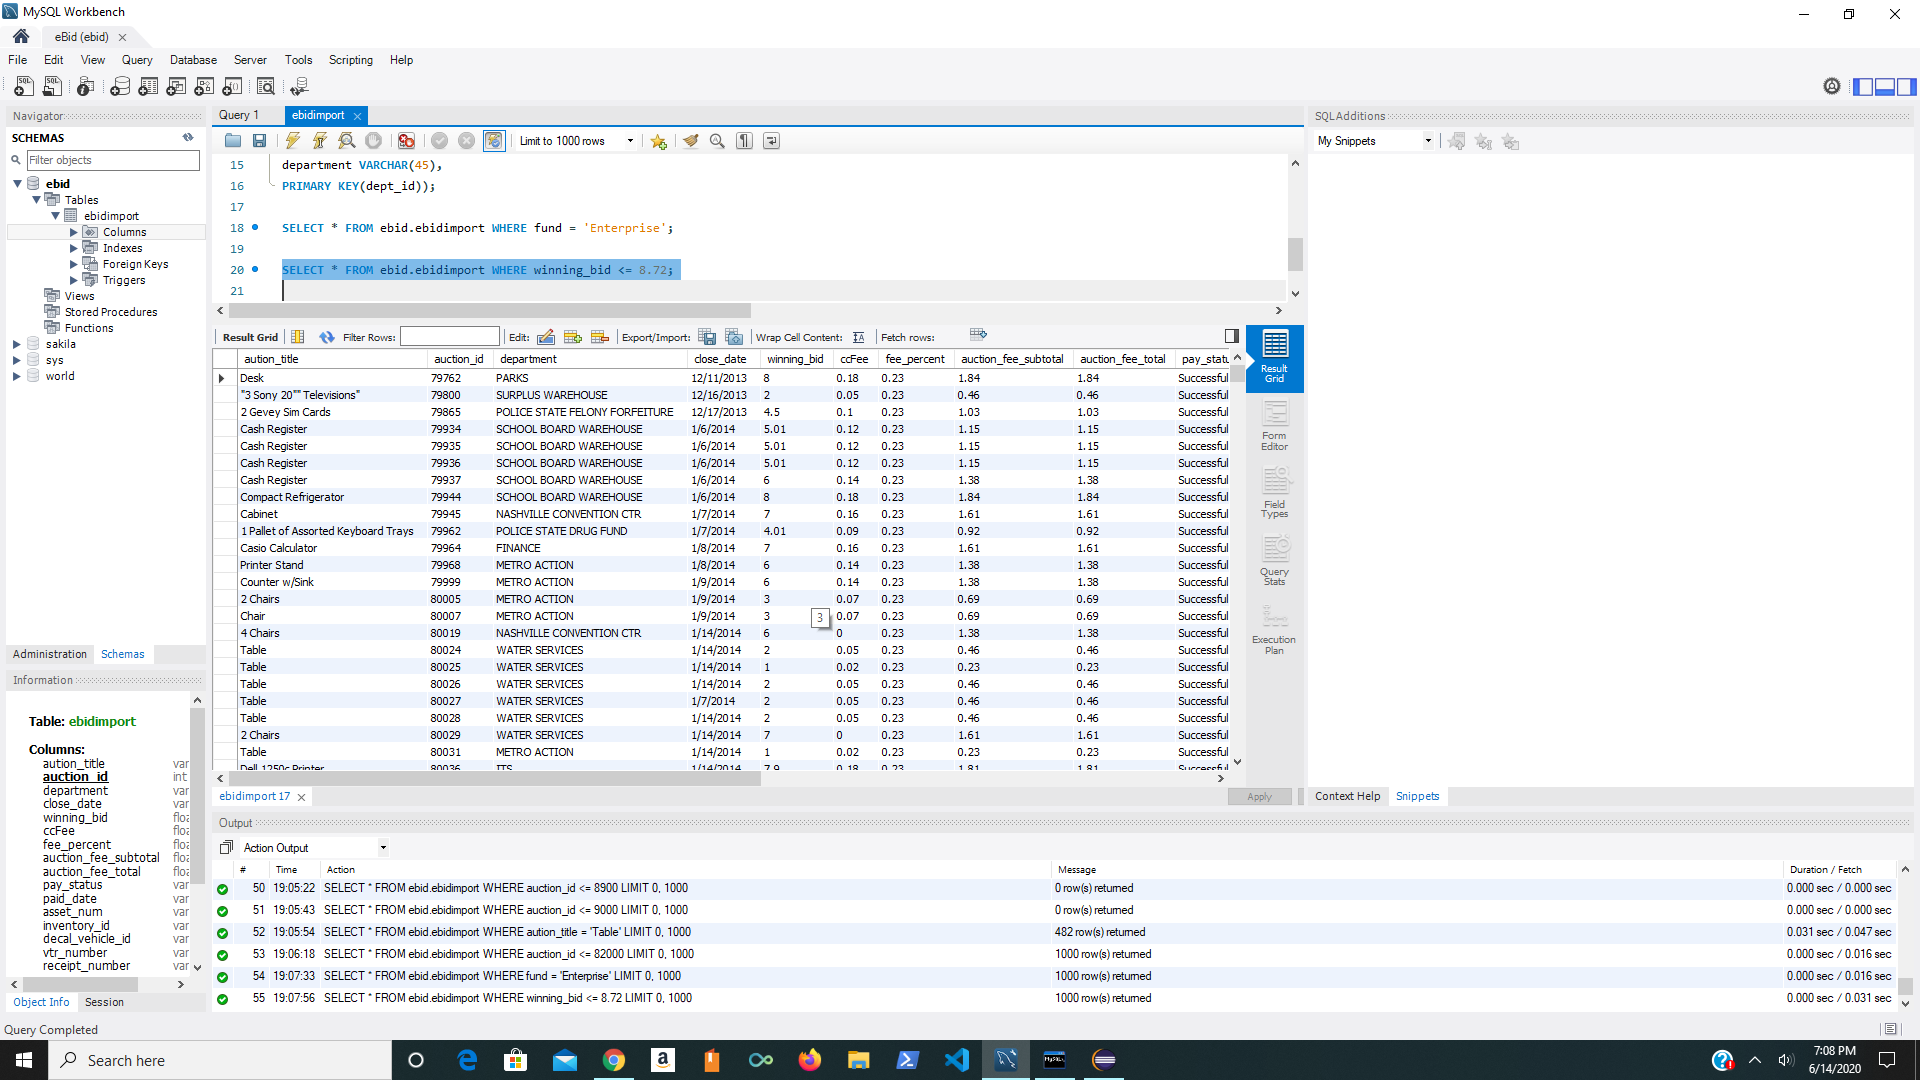 MySQL Workbench
eBid (ebid)
File Edit View Query Database Server Tools Scripting Help
Navigator
SCHEMAS
Filter objects
ebid
Tables
ebidimport
Columns
Indexes
Foreign Keys
Triggers
Views
Stored Procedures
Functions
sakila
sys
world
Administration Schemas
Information
Table: ebidimport
Columns:
aution_title var
auction_id int
department var
close_date var
winning_bid floa
ccFee floa
fee_percent floa
auction_fee_subtotal floa
auction_fee_total floa
pay_status var
paid_date var
asset_num var
inventory_id var
decal_vehicle_id var
vtr_number var
receipt_number var
Object Info Session
Query 1 ebidimport
Limit to 1000 rows
15 department VARCHAR(45),
16 PRIMARY KEY(dept_id));
17
18 SELECT * FROM ebid.ebidimport WHERE fund = 'Enterprise';
19
20 SELECT * FROM ebid.ebidimport WHERE winning_bid <= 8.72;
21
Result Grid Filter Rows: Edit: Export/Import: Wrap Cell Content: Fetch rows:
aution_title auction_id department close_date winning_bid ccFee fee_percent auction_fee_subtotal auction_fee_total pay_statu
Desk 79762 PARKS 12/11/2013 8 0.18 0.23 1.84 1.84 Successful
"3 Sony 20"" Televisions" 79800 SURPLUS WAREHOUSE 12/16/2013 2 0.05 0.23 0.46 0.46 Successful
2 Gevey Sim Cards 79865 POLICE STATE FELONY FORFEITURE 12/17/2013 4.5 0.1 0.23 1.03 1.03 Successful
Cash Register 79934 SCHOOL BOARD WAREHOUSE 1/6/2014 5.01 0.12 0.23 1.15 1.15 Successful
Cash Register 79935 SCHOOL BOARD WAREHOUSE 1/6/2014 5.01 0.12 0.23 1.15 1.15 Successful
Cash Register 79936 SCHOOL BOARD WAREHOUSE 1/6/2014 5.01 0.12 0.23 1.15 1.15 Successful
Cash Register 79937 SCHOOL BOARD WAREHOUSE 1/6/2014 6 0.14 0.23 1.38 1.38 Successful
Compact Refrigerator 79944 SCHOOL BOARD WAREHOUSE 1/6/2014 8 0.18 0.23 1.84 1.84 Successful
Cabinet 79945 NASHVILLE CONVENTION CTR 1/7/2014 7 0.16 0.23 1.61 1.61 Successful
1 Pallet of Assorted Keyboard Trays 79962 POLICE STATE DRUG FUND 1/7/2014 4.01 0.09 0.23 0.92 0.92 Successful
Casio Calculator 79964 FINANCE 1/8/2014 7 0.16 0.23 1.61 1.61 Successful
Printer Stand 79968 METRO ACTION 1/8/2014 6 0.14 0.23 1.38 1.38 Successful
Counter w/Sink 79999 METRO ACTION 1/9/2014 6 0.14 0.23 1.38 1.38 Successful
2 Chairs 80005 METRO ACTION 1/9/2014 3 0.07 0.23 0.69 0.69 Successful
Chair 80007 METRO ACTION 1/9/2014 3 3 0.07 0.23 0.69 0.69 Successful
4 Chairs 80019 NASHVILLE CONVENTION CTR 1/14/2014 6 0 0.23 1.38 1.38 Successful
Table 80024 WATER SERVICES 1/14/2014 2 0.05 0.23 0.46 0.46 Successful
Table 80025 WATER SERVICES 1/14/2014 1 0.02 0.23 0.23 0.23 Successful
Table 80026 WATER SERVICES 1/14/2014 2 0.05 0.23 0.46 0.46 Successful
Table 80027 WATER SERVICES 1/7/2014 2 0.05 0.23 0.46 0.46 Successful
Table 80028 WATER SERVICES 1/14/2014 2 0.05 0.23 0.46 0.46 Successful
2 Chairs 80029 WATER SERVICES 1/14/2014 7 0 0.23 1.61 1.61 Successful
Table 80031 METRO ACTION 1/14/2014 1 0.02 0.23 0.23 0.23 Successful
Dell 1250c Printer 80036 ITS 1/14/2014 7.9 0.18 0.23 1.81 1.81 Successful
ebidimport 17 Apply
Result Grid
Form Editor
Field Types
Query Stats
Execution Plan
SQLAdditions
My Snippets
Context Help Snippets
Output
Action Output
# Time Action Message Duration / Fetch
50 19:05:22 SELECT * FROM ebid.ebidimport WHERE auction_id <= 8900 LIMIT 0, 1000 0 row(s) returned 0.000 sec / 0.000 sec
51 19:05:43 SELECT * FROM ebid.ebidimport WHERE auction_id <= 9000 LIMIT 0, 1000 0 row(s) returned 0.000 sec / 0.000 sec
52 19:05:54 SELECT * FROM ebid.ebidimport WHERE aution_title = 'Table' LIMIT 0, 1000 482 row(s) returned 0.031 sec / 0.047 sec
53 19:06:18 SELECT * FROM ebid.ebidimport WHERE auction_id <= 82000 LIMIT 0, 1000 1000 row(s) returned 0.000 sec / 0.016 sec
54 19:07:33 SELECT * FROM ebid.ebidimport WHERE fund = 'Enterprise' LIMIT 0, 1000 1000 row(s) returned 0.000 sec / 0.016 sec
55 19:07:56 SELECT * FROM ebid.ebidimport WHERE winning_bid <= 8.72 LIMIT 0, 1000 1000 row(s) returned 0.000 sec / 0.031 sec
Query Completed
Search here
7:08 PM
6/14/2020